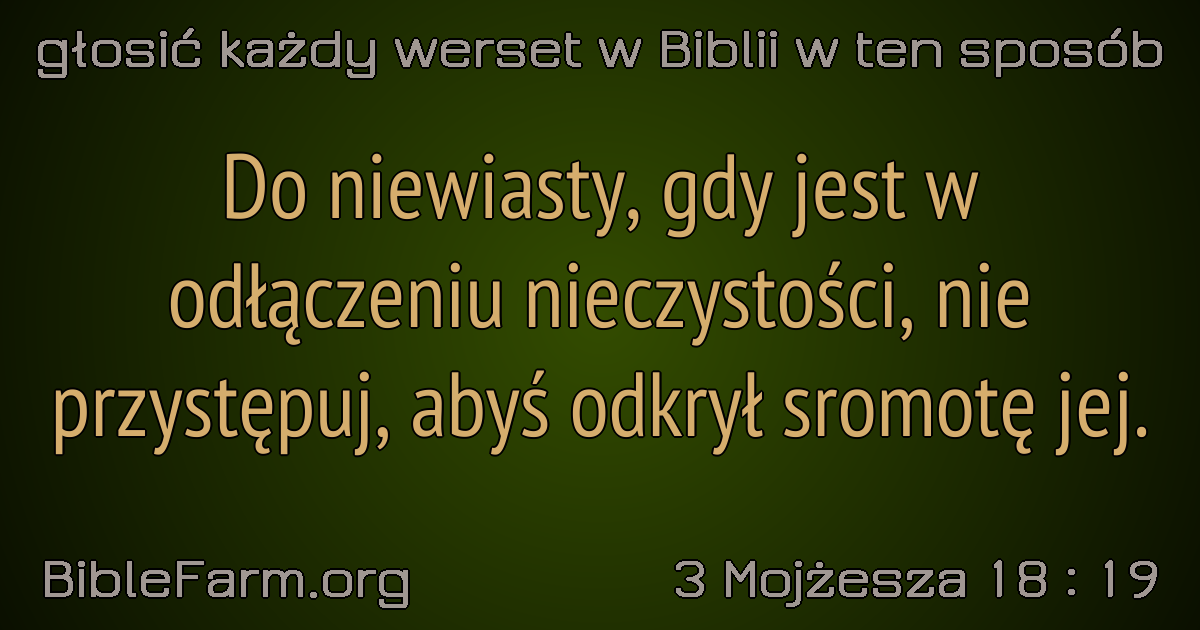 głosić każdy werset w Biblii w ten sposób
Do niewiasty, gdy jest w
odłączeniu nieczystości, nie
przystępuj, abyś odkrył sromotę jej.
BibleFarm.org
3 Mojżesza 18 : 19